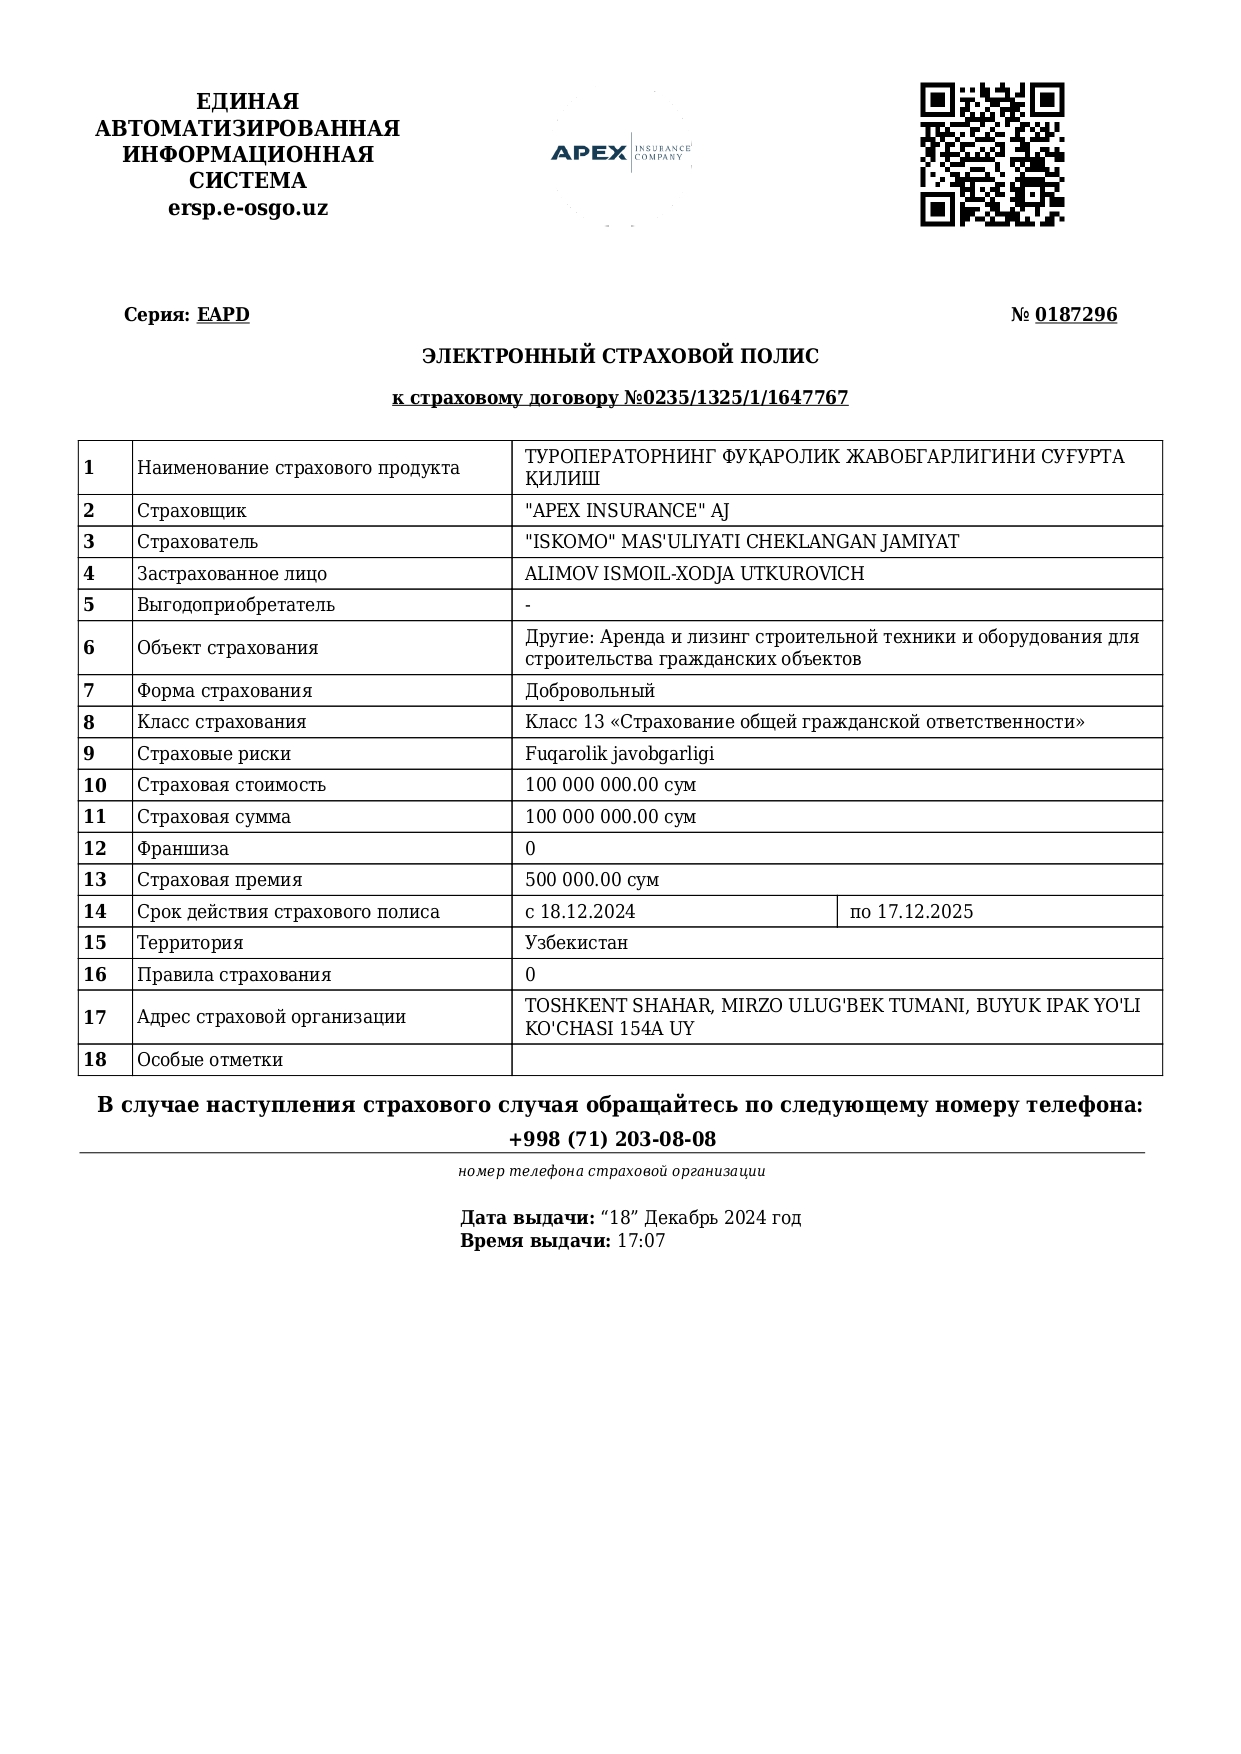 ЕДИНАЯ
АВТОМАТИЗИРОВАННАЯ
ИНФОРМАЦИОННАЯ
СИСТЕМА
ersp.e-osgo.uz
APEX INSURANCE
COMPANY
Серия: EAPD
№ 0187296
ЭЛЕКТРОННЫЙ СТРАХОВОЙ ПОЛИС
к страховому договору №0235/1325/1/1647767
1 Наименование страхового продукта ТУРОПЕРАТОРНИНГ ФУҚАРОЛИК ЖАВОБГАРЛИГИНИ СУҒУРТА
ҚИЛИШ
2 Страховщик "APEX INSURANCE" AJ
3 Страхователь "ISKOMO" MAS'ULIYATI CHEKLANGAN JAMIYAT
4 Застрахованное лицо ALIMOV ISMOIL-XODJA UTKUROVICH
5 Выгодоприобретатель -
6 Объект страхования Другие: Аренда и лизинг строительной техники и оборудования для
строительства гражданских объектов
7 Форма страхования Добровольный
8 Класс страхования Класс 13 «Страхование общей гражданской ответственности»
9 Страховые риски Fuqarolik javobgarligi
10 Страховая стоимость 100 000 000.00 сум
11 Страховая сумма 100 000 000.00 сум
12 Франшиза 0
13 Страховая премия 500 000.00 сум
14 Срок действия страхового полиса с 18.12.2024 по 17.12.2025
15 Территория Узбекистан
16 Правила страхования 0
17 Адрес страховой организации TOSHKENT SHAHAR, MIRZO ULUG'BEK TUMANI, BUYUK IPAK YO'LI
KO'CHASI 154A UY
18 Особые отметки
В случае наступления страхового случая обращайтесь по следующему номеру телефона:
+998 (71) 203-08-08
номер телефона страховой организации
Дата выдачи: “18” Декабрь 2024 год
Время выдачи: 17:07